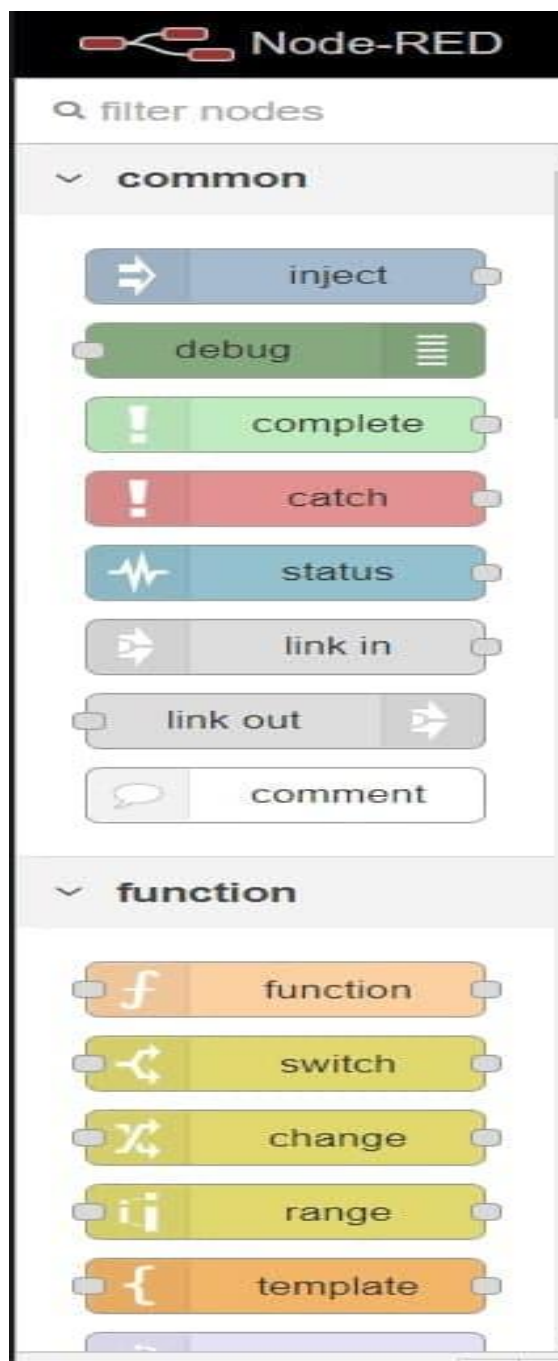 Node-RED
filter nodes
common
inject
debug
complete
catch
status
link in
link out
comment
function
function
switch
change
range
template